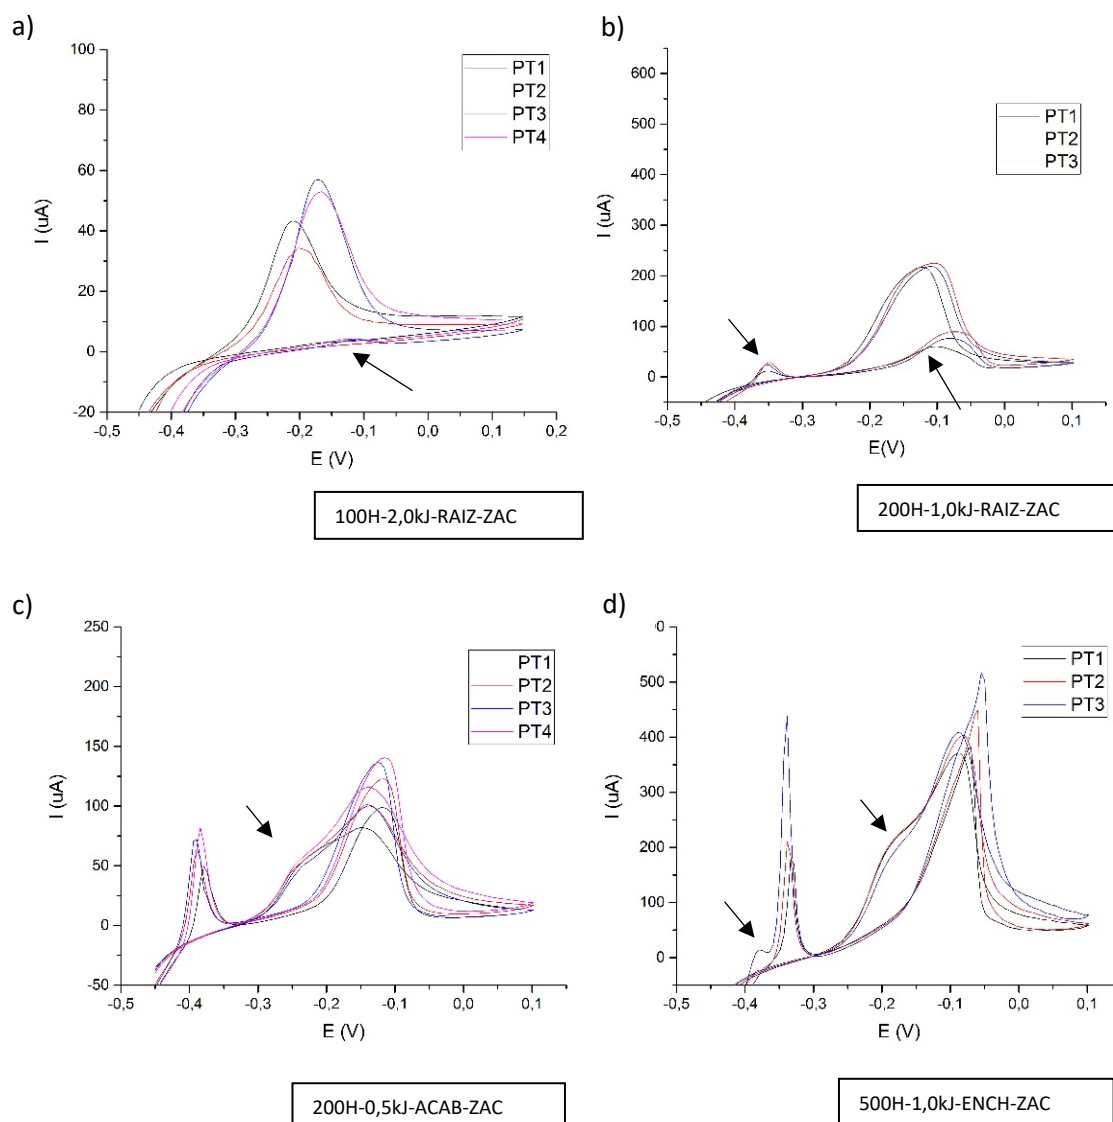 a)
100
80
60
40
20
0
-20
I (uA)
-0,5 -0,4 -0,3 -0,2 -0,1 0,0 0,1 0,2
E (V)
PT1
PT2
PT3
PT4
100H-2,0kJ-RAIZ-ZAC
b)
600
500
400
300
200
100
0
I (uA)
-0,5 -0,4 -0,3 -0,2 -0,1 0,0 0,1
E(V)
PT1
PT2
PT3
200H-1,0kJ-RAIZ-ZAC
c)
250
200
150
100
50
0
-50
I (uA)
-0,5 -0,4 -0,3 -0,2 -0,1 0,0 0,1
E (V)
PT1
PT2
PT3
PT4
200H-0,5kJ-ACAB-ZAC
d)
0
500
400
300
200
100
0
I (uA)
-0,5 -0,4 -0,3 -0,2 -0,1 0,0 0,1
E (V)
PT1
PT2
PT3
500H-1,0kJ-ENCH-ZAC